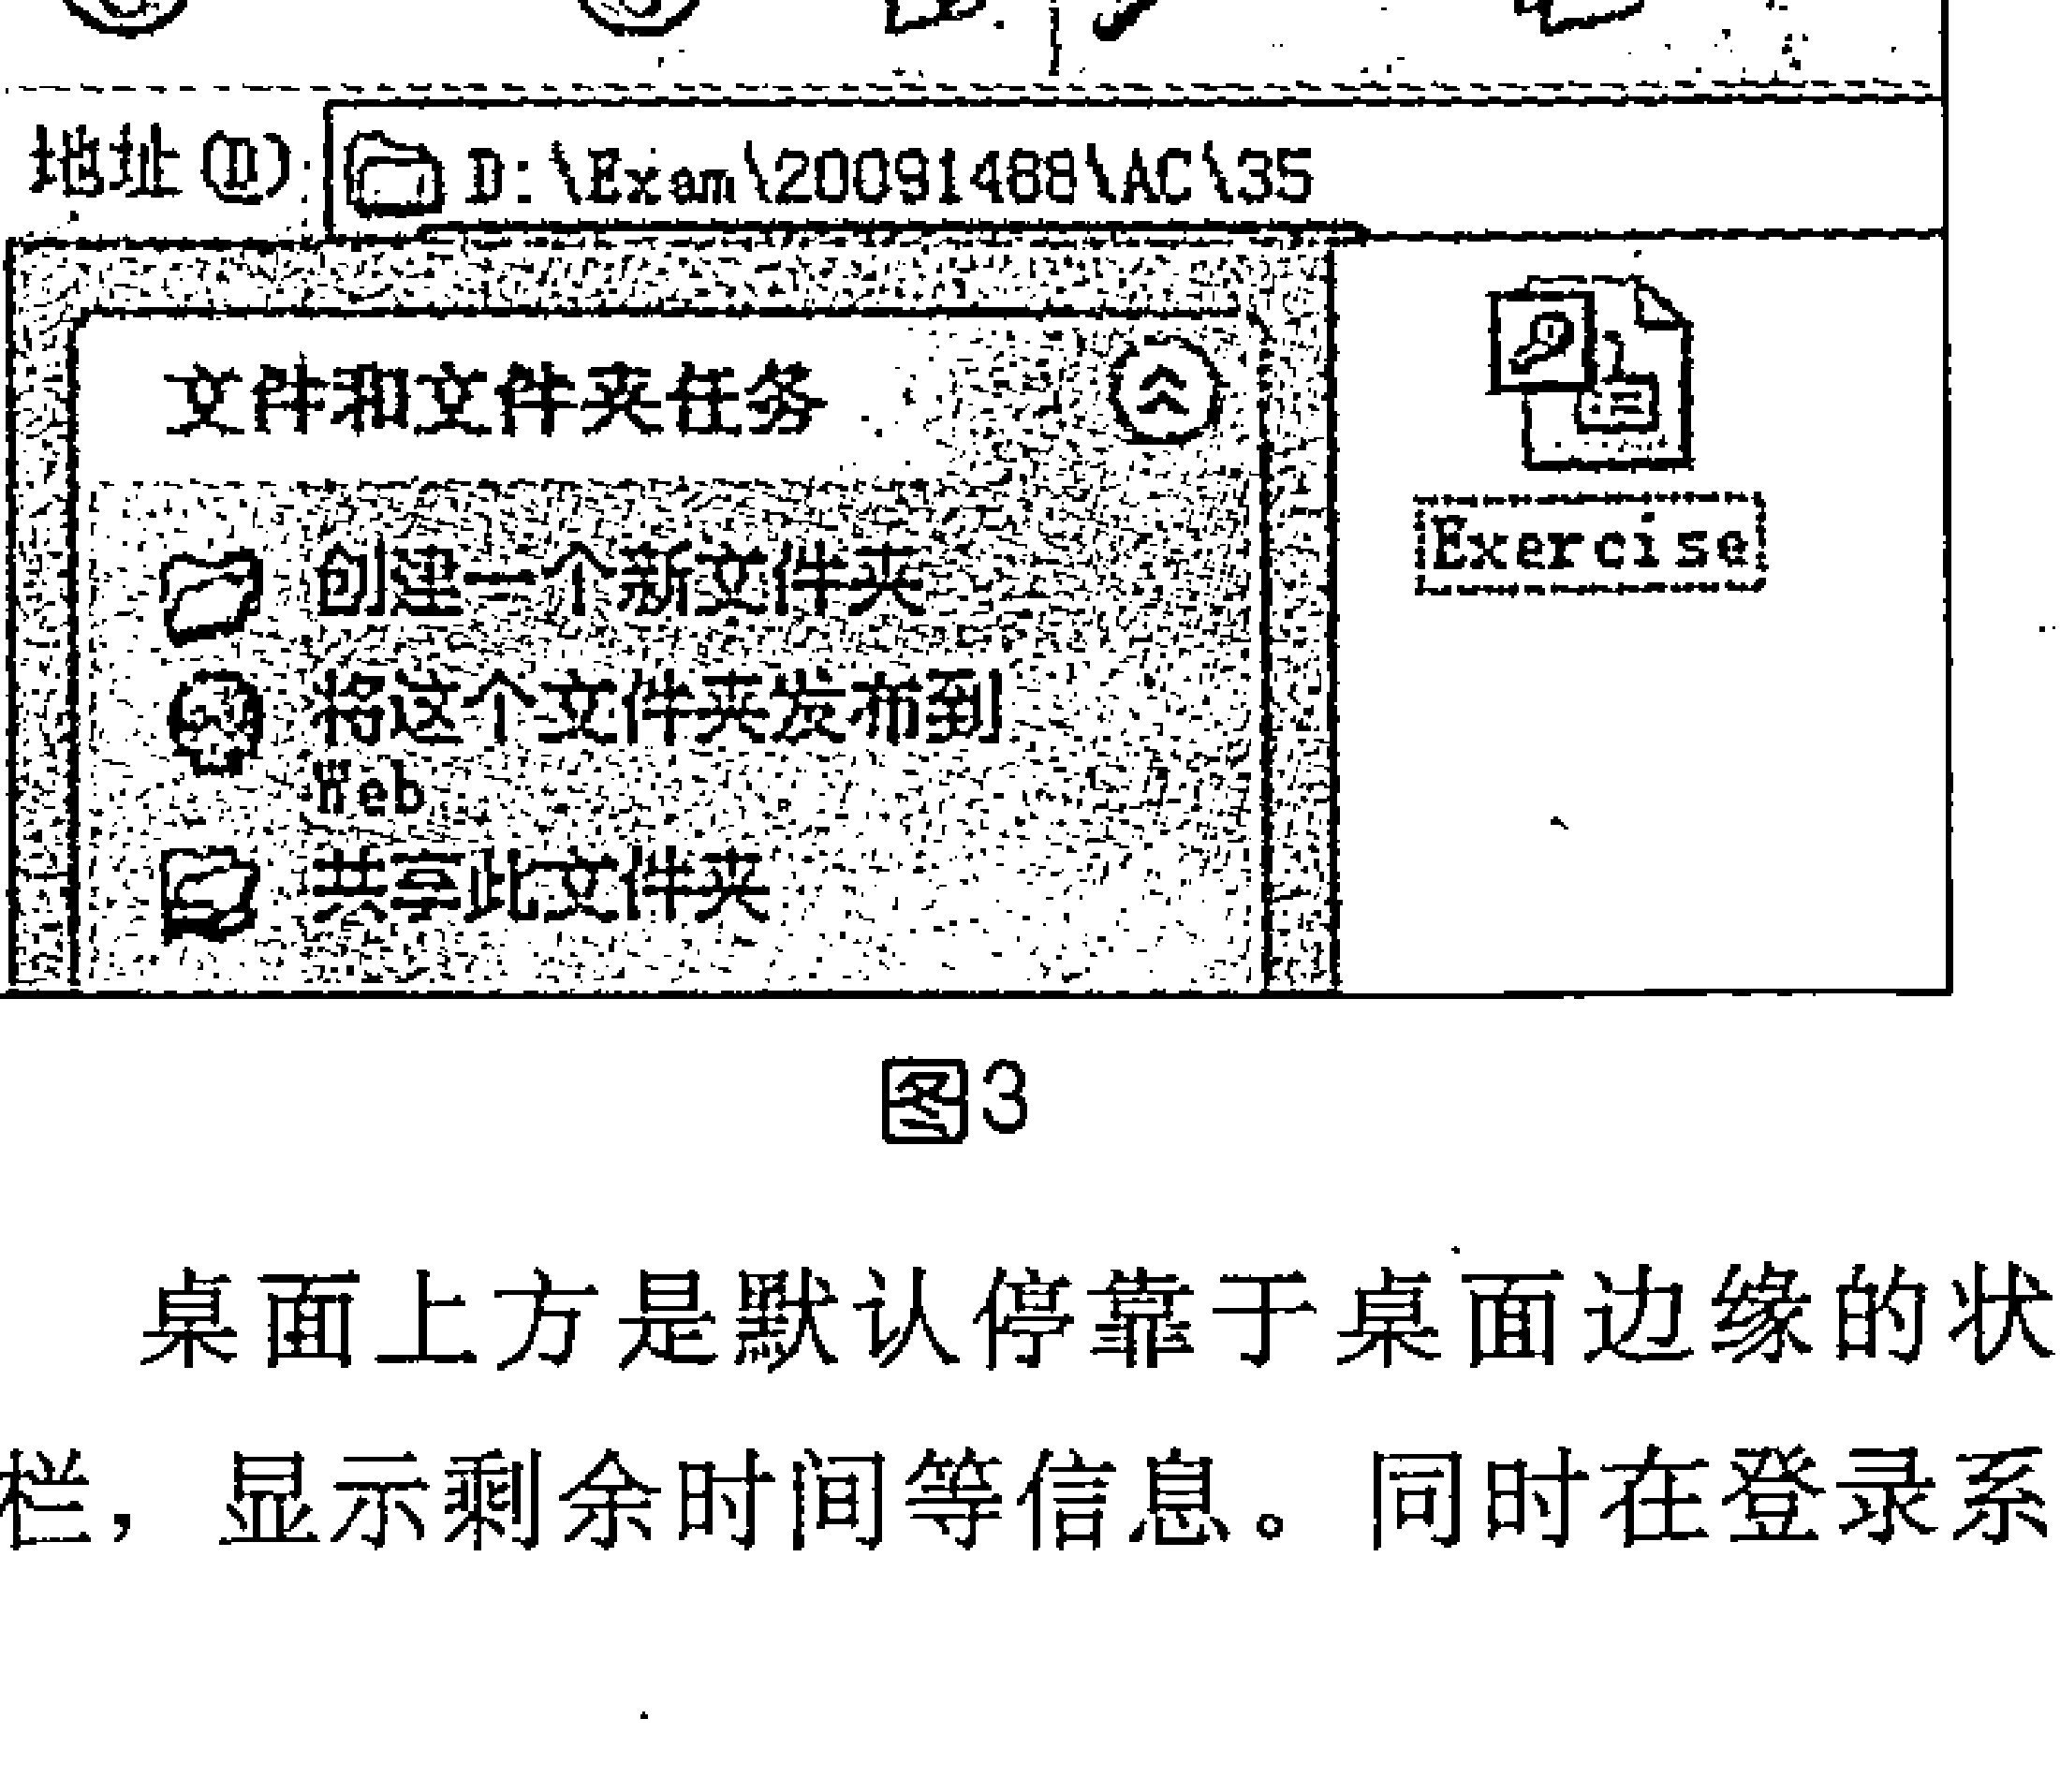 地址(D) D:\Exam\20091488\AC\35
文件和文件夹任务
创建一个新文件夹
将这个文件夹发布到
Web
共享此文件夹
Exercise
图3
桌面上方是默认停靠于桌面边缘的状
栏，显示剩余时间等信息。同时在登录系